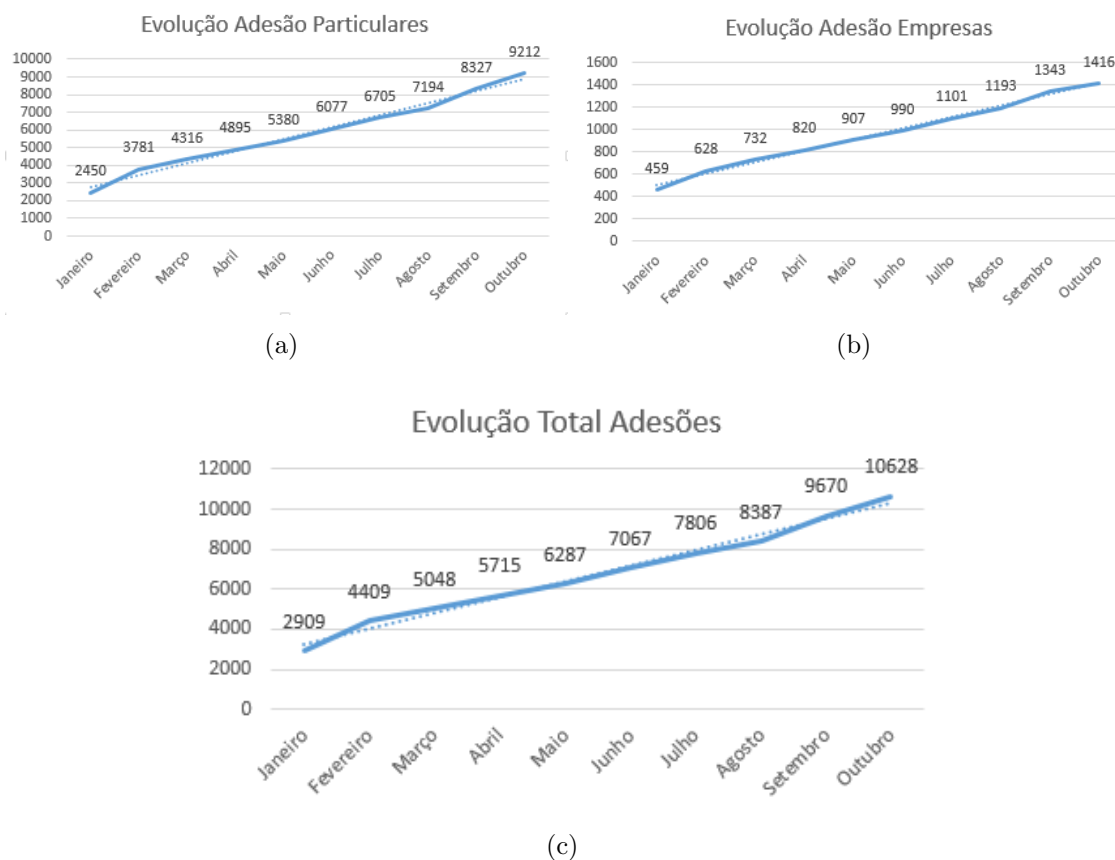 Evolução Adesão Particulares
10000
9000
8000
7000
6000
5000
4000
3000
2000
1000
0
2450
3781
4316
4895
5380
6077
6705
7194
8327
9212
Janeiro
Fevereiro
Março
Abril
Maio
Junho
Julho
Agosto
Setembro
Outubro
(a)
Evolução Adesão Empresas
1600
1400
1200
1000
800
600
400
200
0
459
628
732
820
907
990
1101
1193
1343
1416
Janeiro
Fevereiro
Março
Abril
Maio
Junho
Julho
Agosto
Setembro
Outubro
(b)
Evolução Total Adesões
12000
10000
8000
6000
4000
2000
0
2909
4409
5048
5715
6287
7067
7806
8387
9670
10628
Janeiro
Fevereiro
Março
Abril
Maio
Junho
Julho
Agosto
Setembro
Outubro
(c)